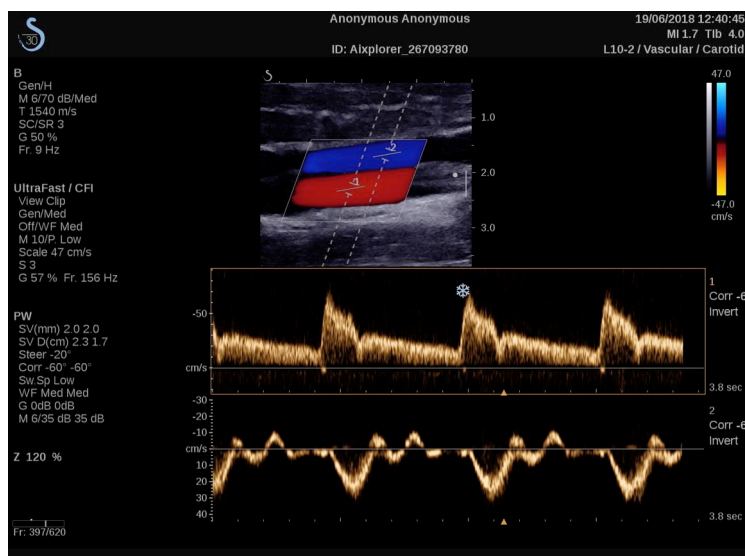 Anonymous Anonymous
19/06/2018 12:40:45
MI 1.7 TIb 4.0
30
ID: Aixplorer_267093780
L10-2 / Vascular / Carotid
B
Gen/H
M 6/70 dB/Med
T 1540 m/s
SC/SR 3
G 50 %
Fr. 9 Hz
UltraFast / CFI
View Clip
Gen/Med
Off/WF Med
M 10/P. Low
Scale 47 cm/s
S 3
G 57 % Fr. 156 Hz
PW
SV(mm) 2.0 2.0
SV D(cm) 2.3 1.7
Steer -20°
Corr -60° -60°
Sw.Sp Low
WF Med Med
G 0dB 0dB
M 6/35 dB 35 dB
Z 120 %
Fr: 397/620
S
1.0
2.0
3.0
2
1
47.0
-47.0
cm/s
-50
cm/s
1
Corr -6
Invert
3.8 sec
-30
-20
-10
cm/s
10
20
30
40
2
Corr -6
Invert
3.8 sec